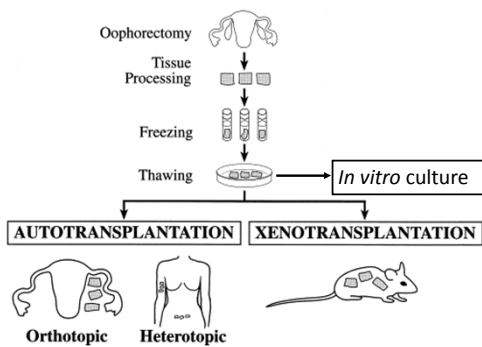 Oophorectomy
Tissue
Processing
Freezing
Thawing
In vitro culture
AUTOTRANSPLANTATION
XENOTRANSPLANTATION
Orthotopic
Heterotopic